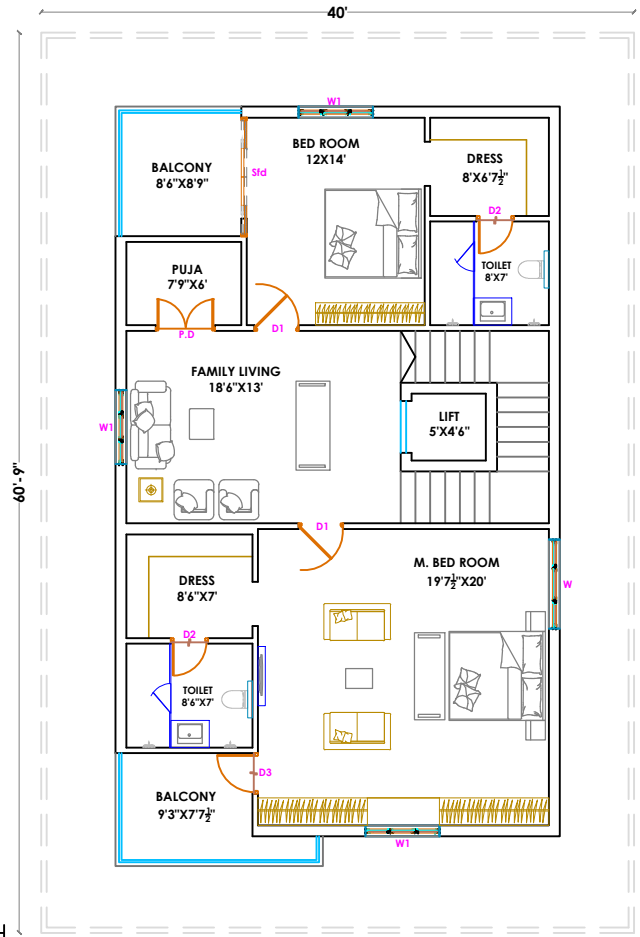 40'
W1
BED ROOM
12X14'
BALCONY
8'6"X8'9"
Sfd
DRESS
8'X6'7½"
D2
TOILET
8'X7'
PUJA
7'9"X6'
P.D
D1
FAMILY LIVING
18'6"X13'
W1
LIFT
5'X4'6"
60'-9"
D1
M. BED ROOM
19'7½"X20'
W
DRESS
8'6"X7'
D2
TOILET
8'6"X7'
D3
BALCONY
9'3"X7'7½"
W1